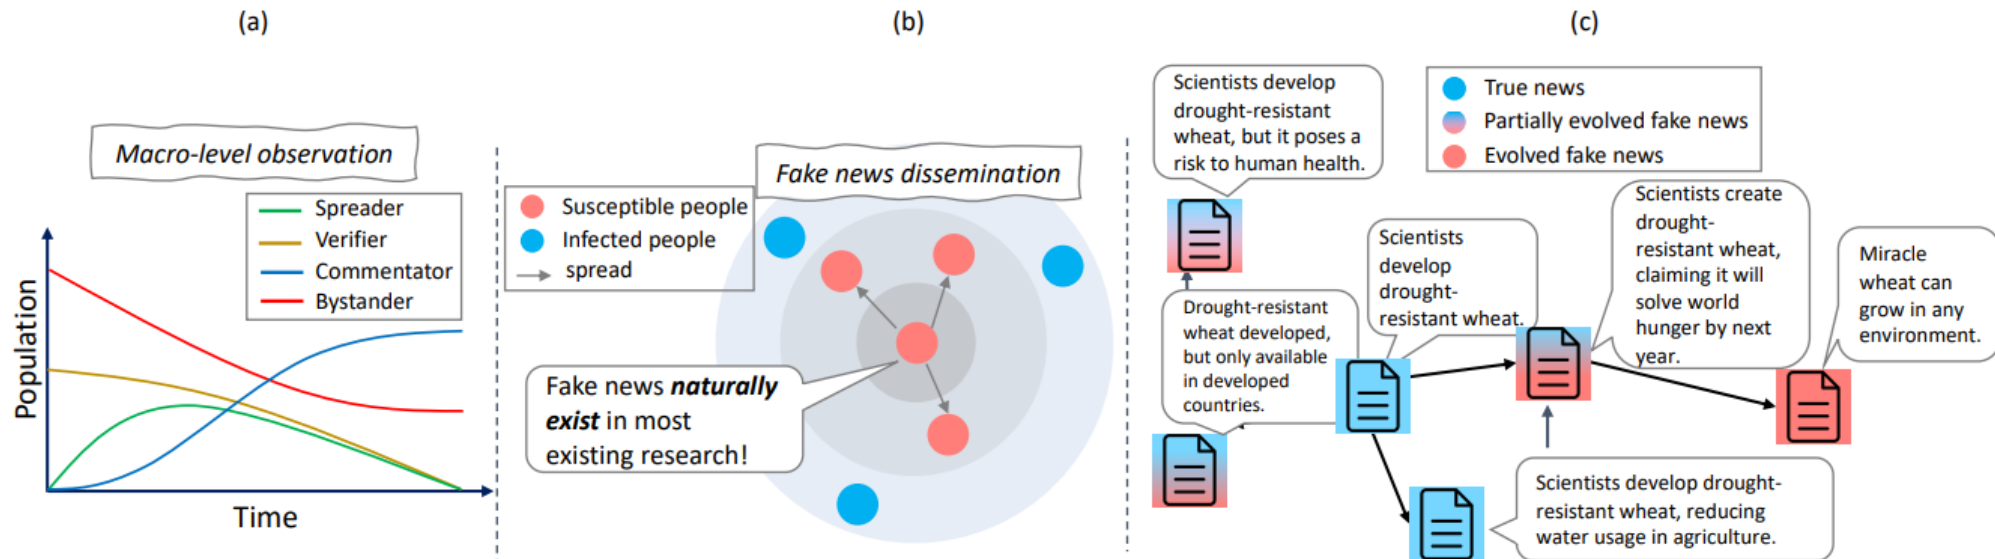 (a)
Macro-level observation
Spreader
Verifier
Commentator
Bystander
Population
Time
(b)
Fake news dissemination
Susceptible people
Infected people
spread
Fake news naturally
exist in most
existing research!
(c)
True news
Partially evolved fake news
Evolved fake news
Scientists develop
drought-resistant
wheat, but it poses a
risk to human health.
Drought-resistant
wheat developed,
but only available
in developed
countries.
Scientists
develop
drought-
resistant wheat.
Scientists create
drought-
resistant wheat,
claiming it will
solve world
hunger by next
year.
Miracle
wheat can
grow in any
environment.
Scientists develop drought-
resistant wheat, reducing
water usage in agriculture.